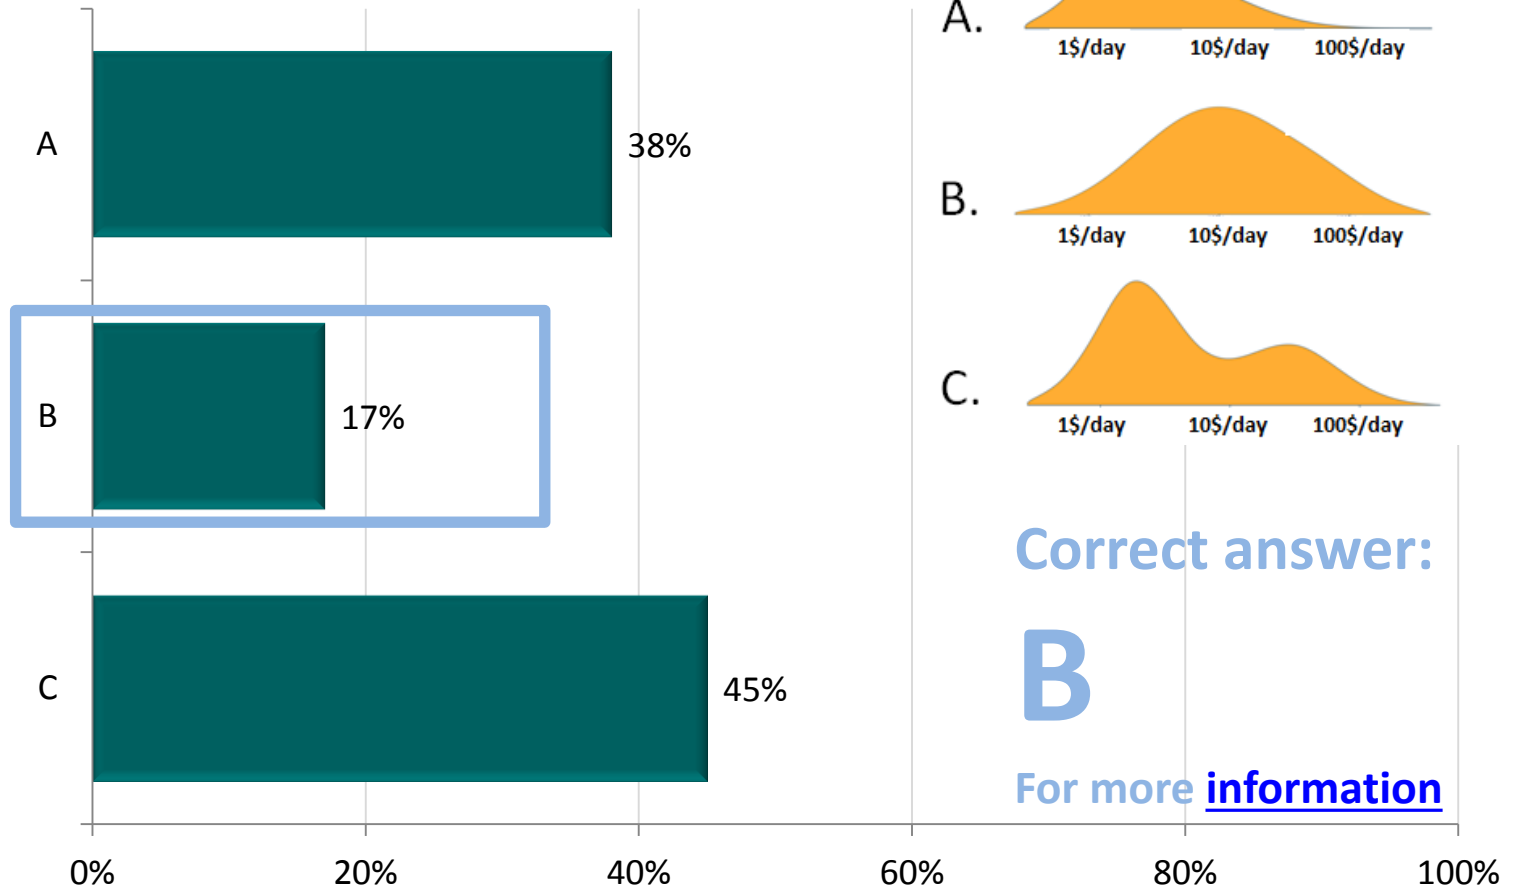 A
38%
B
17%
C
45%
0%
20%
40%
60%
80%
100%
A.
1$/day
10$/day
100$/day
B.
1$/day
10$/day
100$/day
C.
1$/day
10$/day
100$/day
Correct answer:
B
For more information